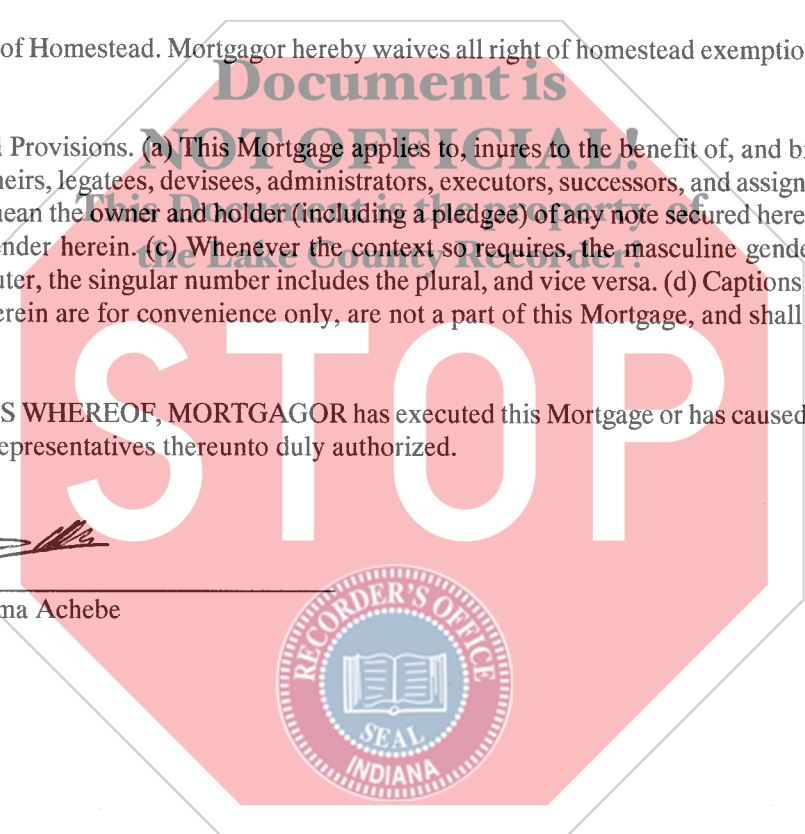 of Homestead. Mortgagor hereby waives all right of homestead exemptio
Document is
NOT OFFICIAL!
Provisions. (a) This Mortgage applies to, inures to the benefit of, and b
eirs, legatees, devisees, administrators, executors, successors, and assign
This Document is the property of
ean the owner and holder (including a pledgee) of any note secured here
nder herein. (c) Whenever the context so requires, the masculine gende
the Lake County Recorder!
uter, the singular number includes the plural, and vice versa. (d) Captions
erein are for convenience only, are not a part of this Mortgage, and shall
STOP
S WHEREOF, MORTGAGOR has executed this Mortgage or has caused
epresentatives thereunto duly authorized.
ma Achebe
RECORDER'S OFFICE
SEAL
INDIANA